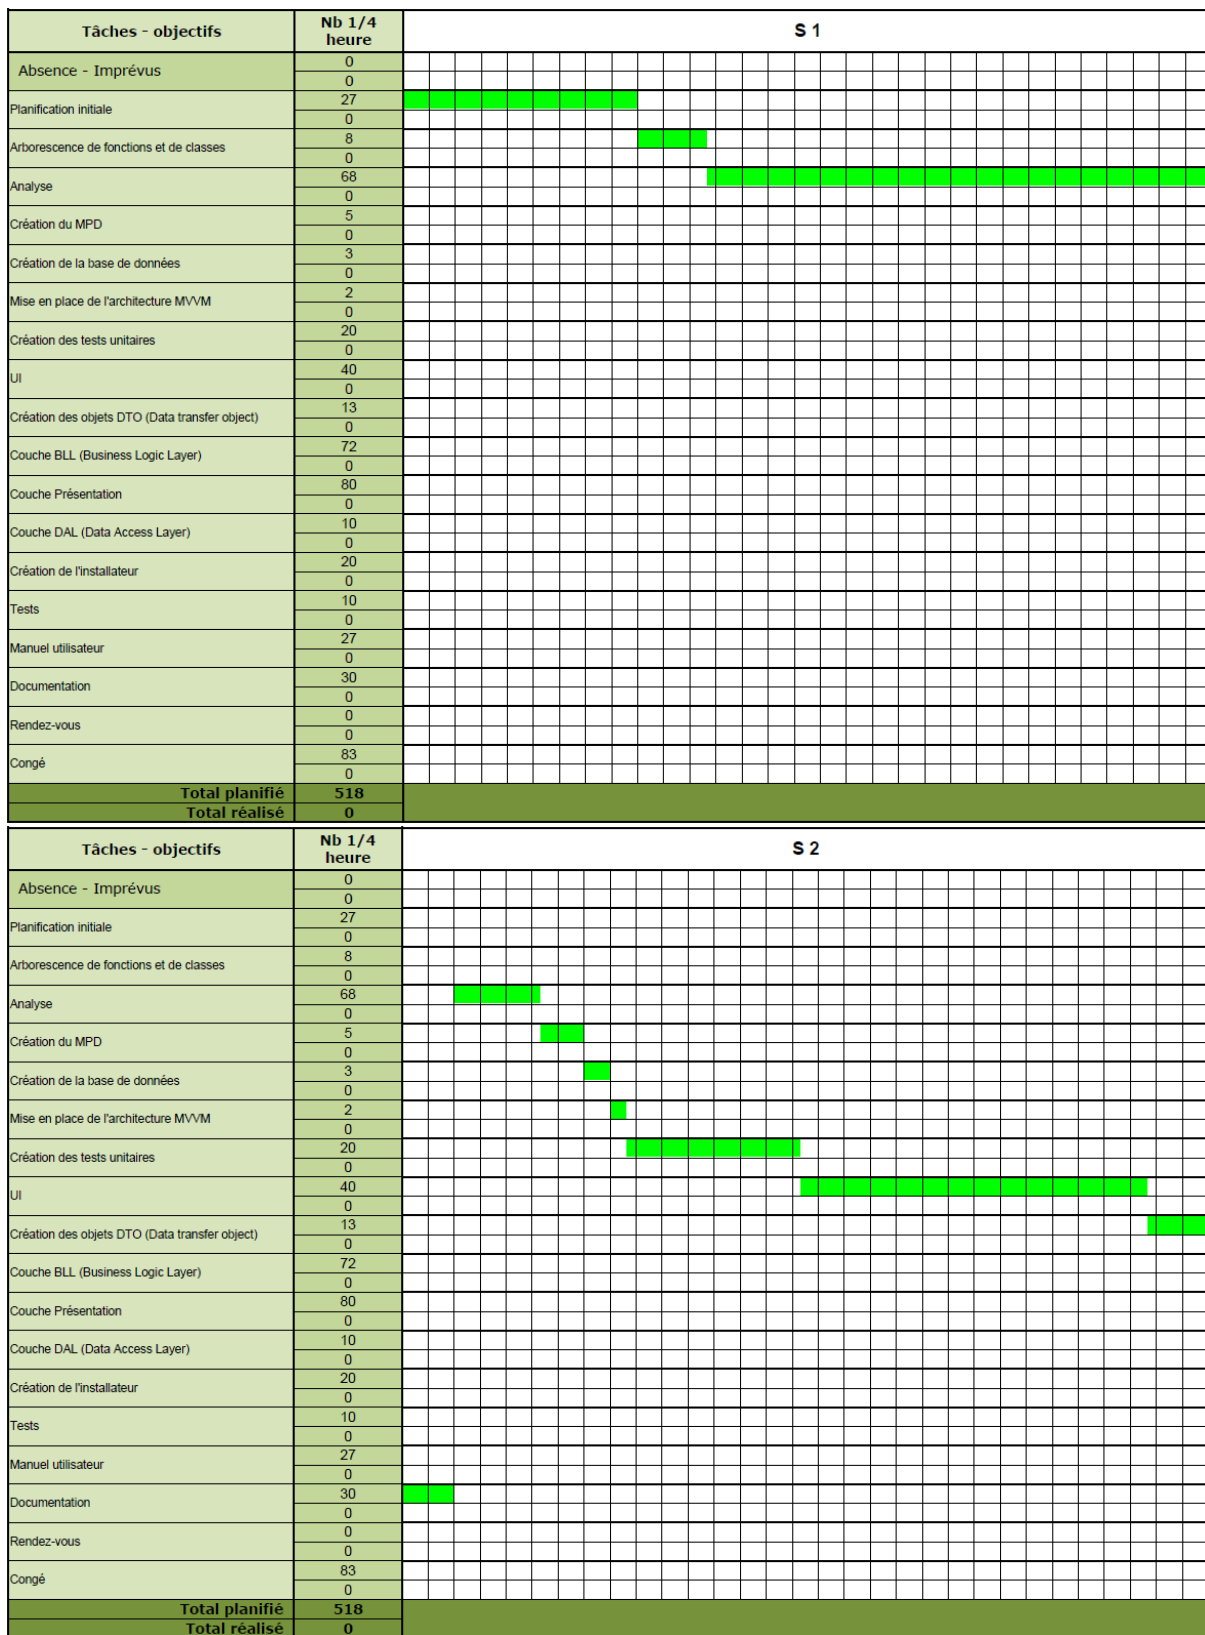 Tâches - objectifs Nb 1/4 heure S 1
Absence - Imprévus 0
0
Planification initiale 27
0
Arborescence de fonctions et de classes 8
0
Analyse 68
0
Création du MPD 5
0
Création de la base de données 3
0
Mise en place de l'architecture MVVM 2
0
Création des tests unitaires 20
0
UI 40
0
Création des objets DTO (Data transfer object) 13
0
Couche BLL (Business Logic Layer) 72
0
Couche Présentation 80
0
Couche DAL (Data Access Layer) 10
0
Création de l'installateur 20
0
Tests 10
0
Manuel utilisateur 27
0
Documentation 30
0
Rendez-vous 0
0
Congé 83
0
Total planifié 518
Total réalisé 0
Tâches - objectifs Nb 1/4 heure S 2
Absence - Imprévus 0
0
Planification initiale 27
0
Arborescence de fonctions et de classes 8
0
Analyse 68
0
Création du MPD 5
0
Création de la base de données 3
0
Mise en place de l'architecture MVVM 2
0
Création des tests unitaires 20
0
UI 40
0
Création des objets DTO (Data transfer object) 13
0
Couche BLL (Business Logic Layer) 72
0
Couche Présentation 80
0
Couche DAL (Data Access Layer) 10
0
Création de l'installateur 20
0
Tests 10
0
Manuel utilisateur 27
0
Documentation 30
0
Rendez-vous 0
0
Congé 83
0
Total planifié 518
Total réalisé 0